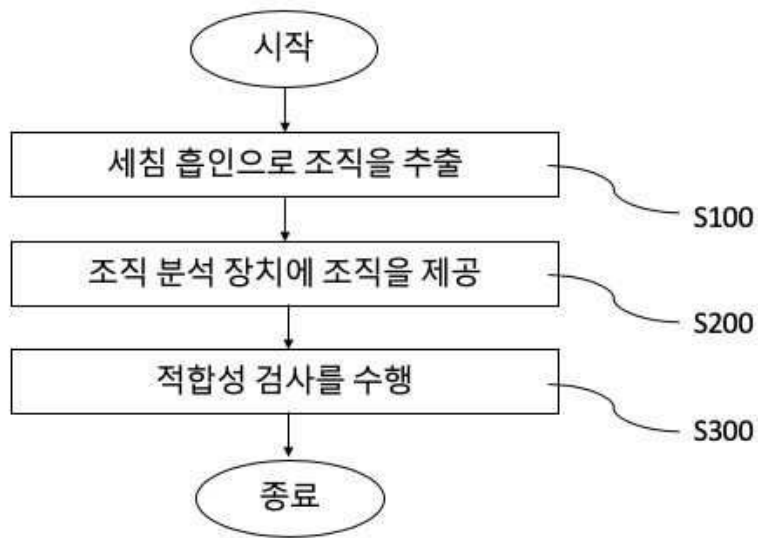 시작
세침 흡인으로 조직을 추출
S100
조직 분석 장치에 조직을 제공
S200
적합성 검사를 수행
S300
종료